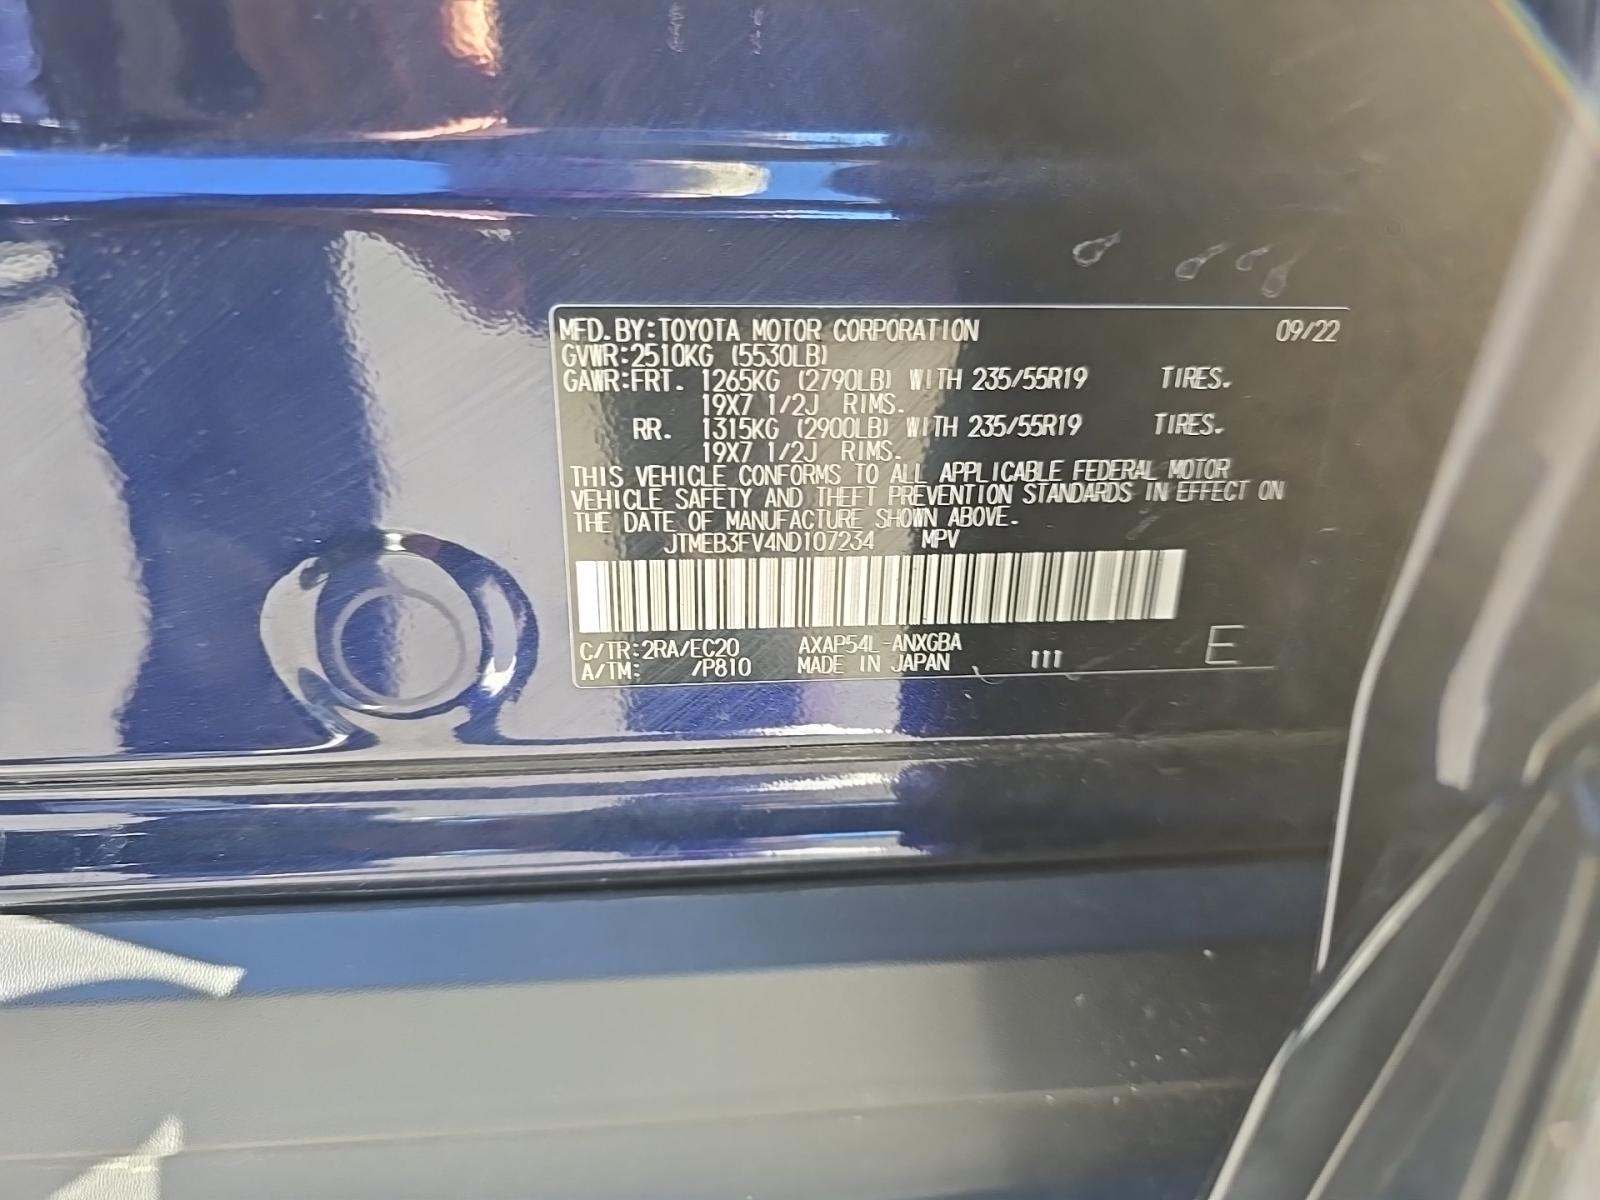 MFD. BY: TOYOTA MOTOR CORPORATION 09/22
GVWR: 2510KG (5530LB)
GAWR: FRT. 1265KG (2790LB) WITH 235/55R19 TIRES.
19X7 1/2J RIMS.
RR. 1315KG (2900LB) WITH 235/55R19 TIRES.
19X7 1/2J RIMS.
THIS VEHICLE CONFORMS TO ALL APPLICABLE FEDERAL MOTOR
VEHICLE SAFETY AND THEFT PREVENTION STANDARDS IN EFFECT ON
THE DATE OF MANUFACTURE SHOWN ABOVE.
JTMEB3FV4ND107234 MPV
C/TR: 2RA/EC20 AXAP54L-ANXGBA
A/TM: /P810 MADE IN JAPAN 111 E